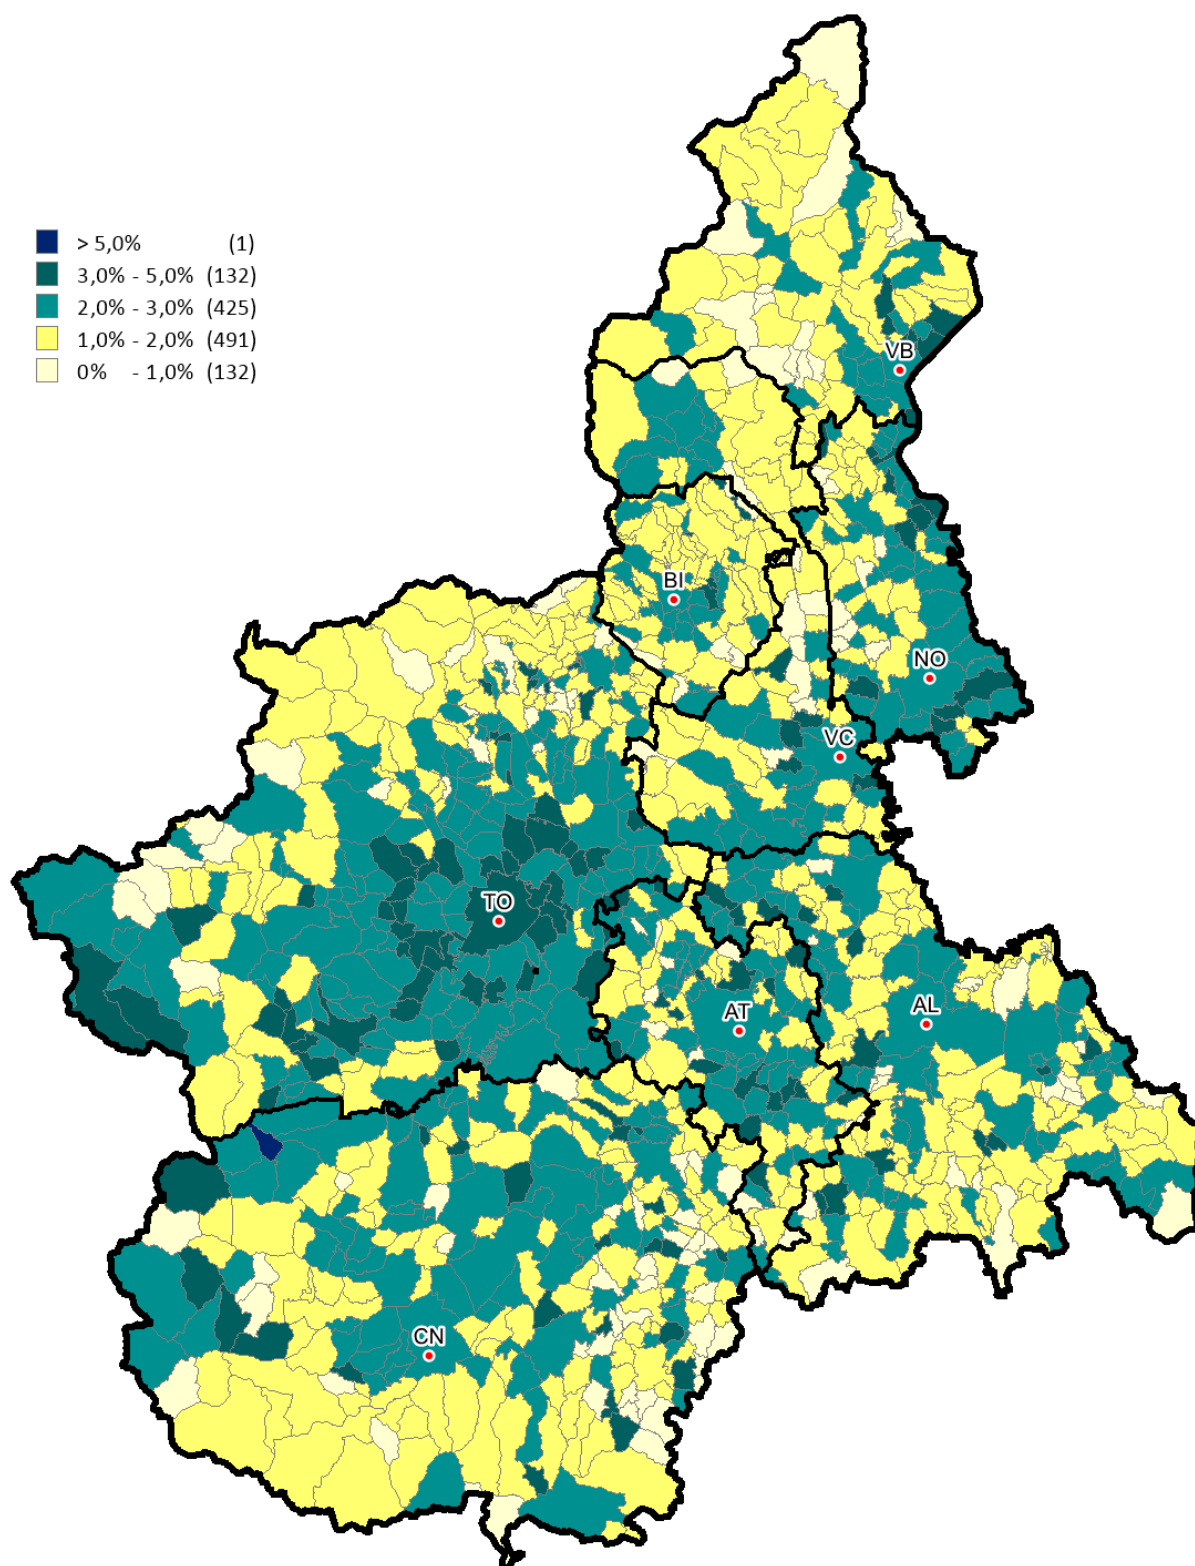 > 5,0% (1)
3,0% - 5,0% (132)
2,0% - 3,0% (425)
1,0% - 2,0% (491)
0% - 1,0% (132)
VB
BI
NO
VC
TO
AT
AL
CN